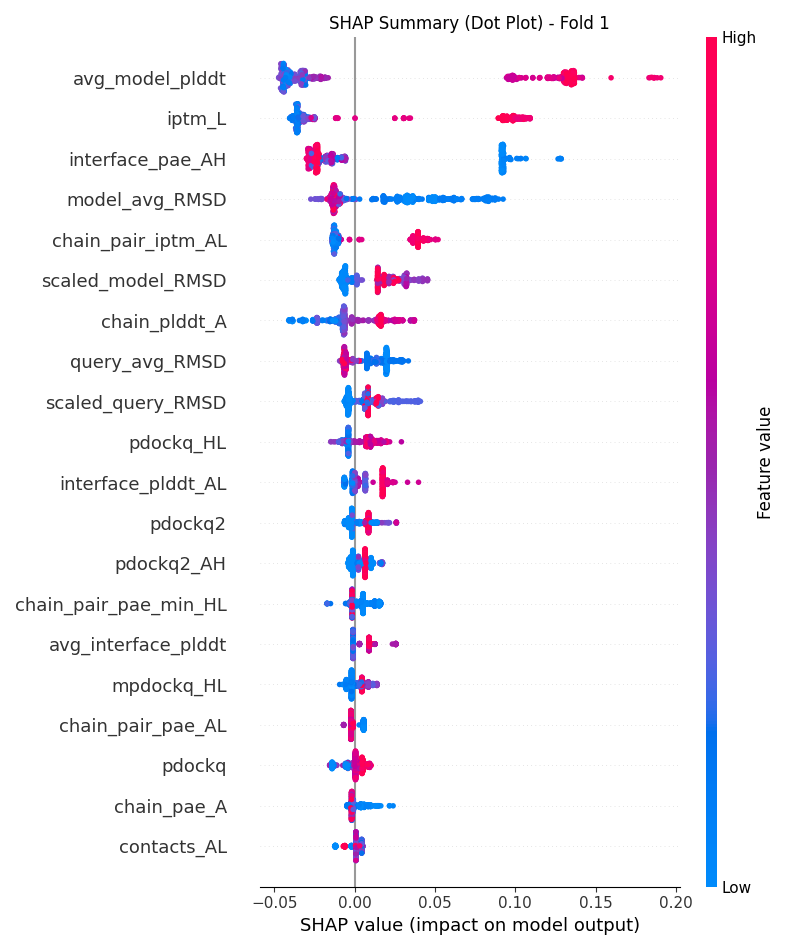 SHAP Summary (Dot Plot) - Fold 1
High
avg_model_plddt
iptm_L
interface_pae_AH
model_avg_RMSD
chain_pair_iptm_AL
scaled_model_RMSD
chain_plddt_A
query_avg_RMSD
scaled_query_RMSD
pdockq_HL
interface_plddt_AL
pdockq2
pdockq2_AH
chain_pair_pae_min_HL
avg_interface_plddt
mpdockq_HL
chain_pair_pae_AL
pdockq
chain_pae_A
contacts_AL
Feature value
Low
−0.05 0.00 0.05 0.10 0.15 0.20
SHAP value (impact on model output)